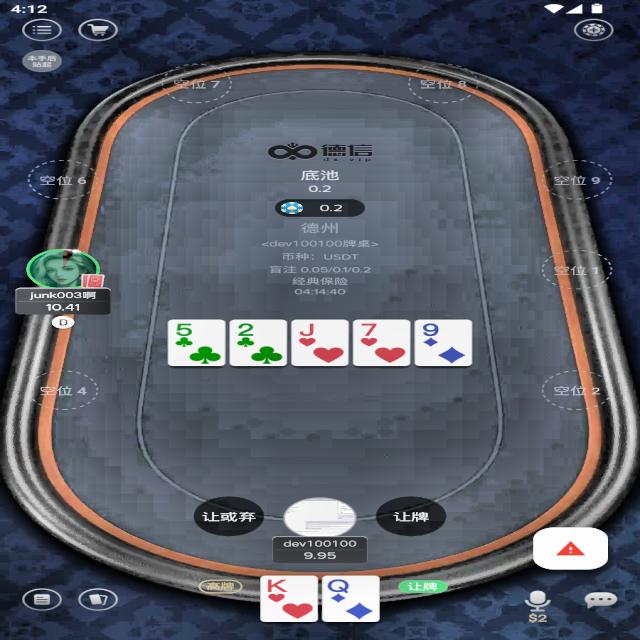 4:12
本手后
站起
空位 7
空位 8
德信
dx.vip
底池
0.2
0.2
空位 6
空位 9
德州
<dev100100牌桌>
币种：USDT
盲注 0.05/0.1/0.2
经典保险
04:14:40
空位 1
junk003啊
10.41
D
5 2 J 7 9
空位 4
空位 2
让或弃
让牌
dev100100
9.95
高牌
让牌
K Q
$2